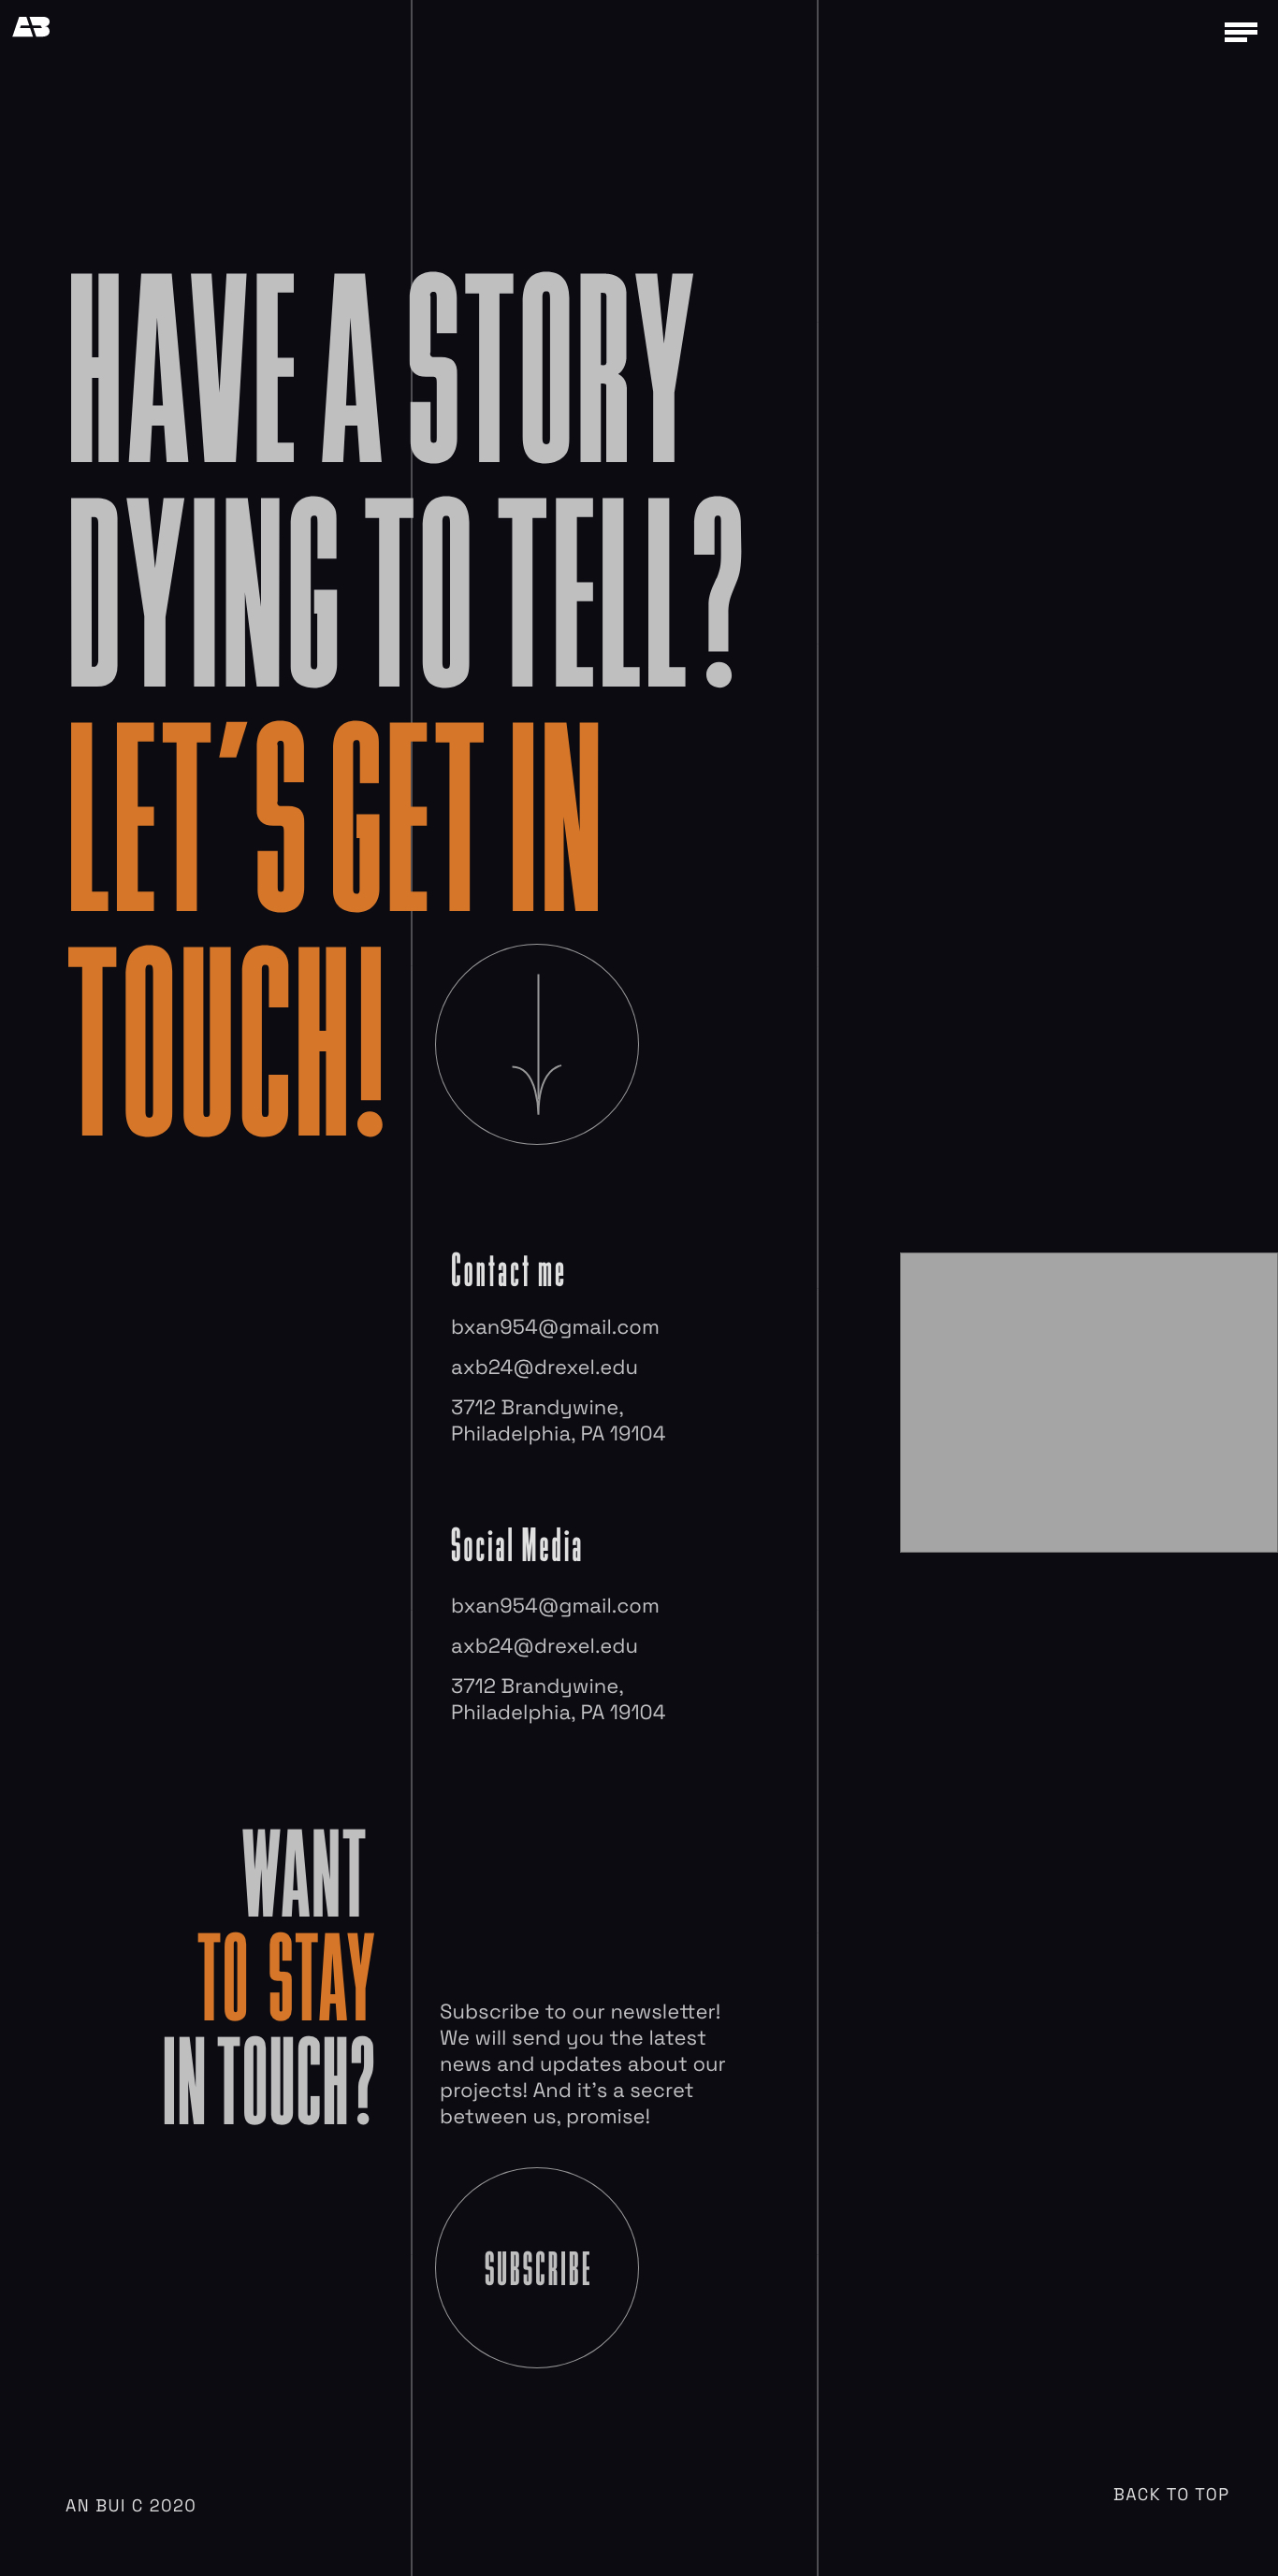 AB
HAVE A STORY
DYING TO TELL?
LET'S GET IN
TOUCH!
Contact me
bxan954@gmail.com
axb24@drexel.edu
3712 Brandywine,
Philadelphia, PA 19104
Social Media
bxan954@gmail.com
axb24@drexel.edu
3712 Brandywine,
Philadelphia, PA 19104
WANT
TO STAY
IN TOUCH?
Subscribe to our newsletter!
We will send you the latest
news and updates about our
projects! And it's a secret
between us, promise!
SUBSCRIBE
AN BUI C 2020
BACK TO TOP